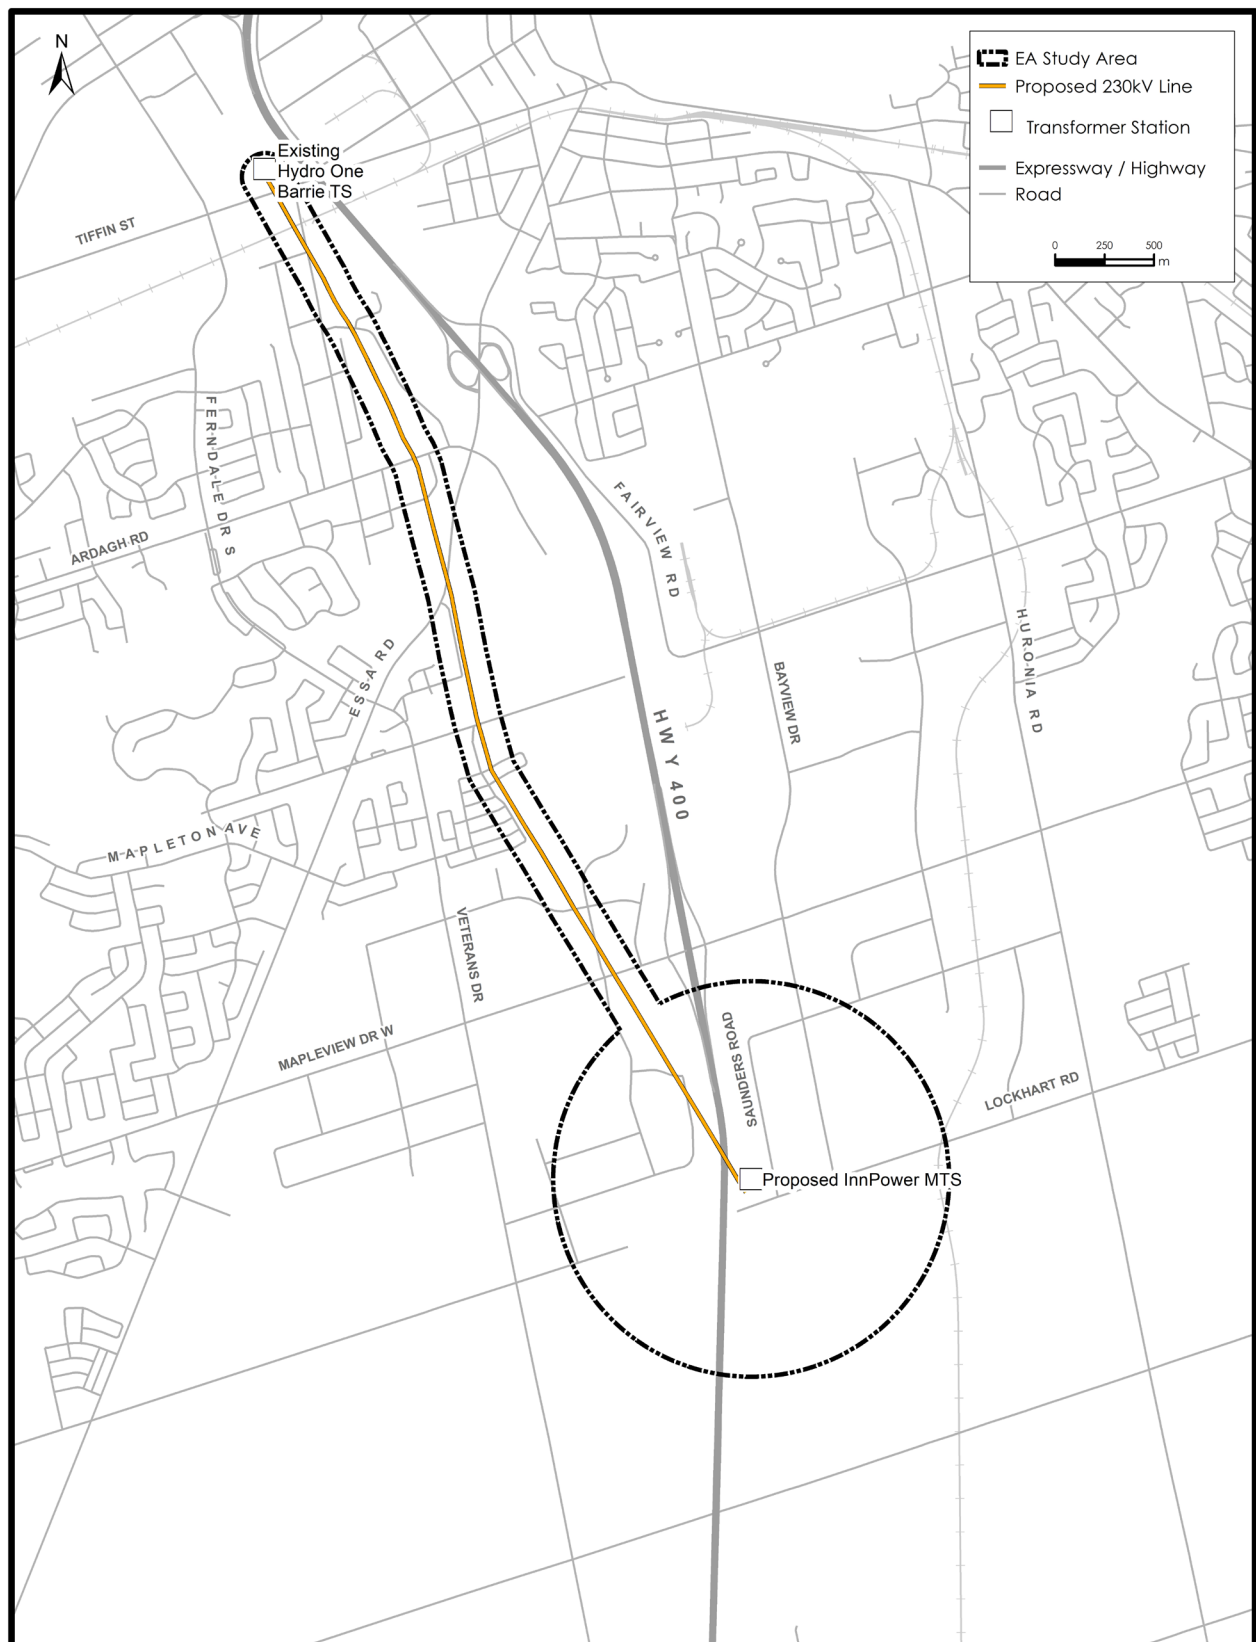 N
EA Study Area
Proposed 230kV Line
Transformer Station
Expressway / Highway
Road
0 250 500
m
Existing
Hydro One
Barrie TS
TIFFIN ST
FERNDALE DR S
ARDAGH RD
FAIRVIEW RD
ESSA RD
HURONIA RD
BAYVIEW DR
HWY 400
MAPLETON AVE
VETERANS DR
MAPLEVIEW DR W
SAUNDERS ROAD
LOCKHART RD
Proposed InnPower MTS